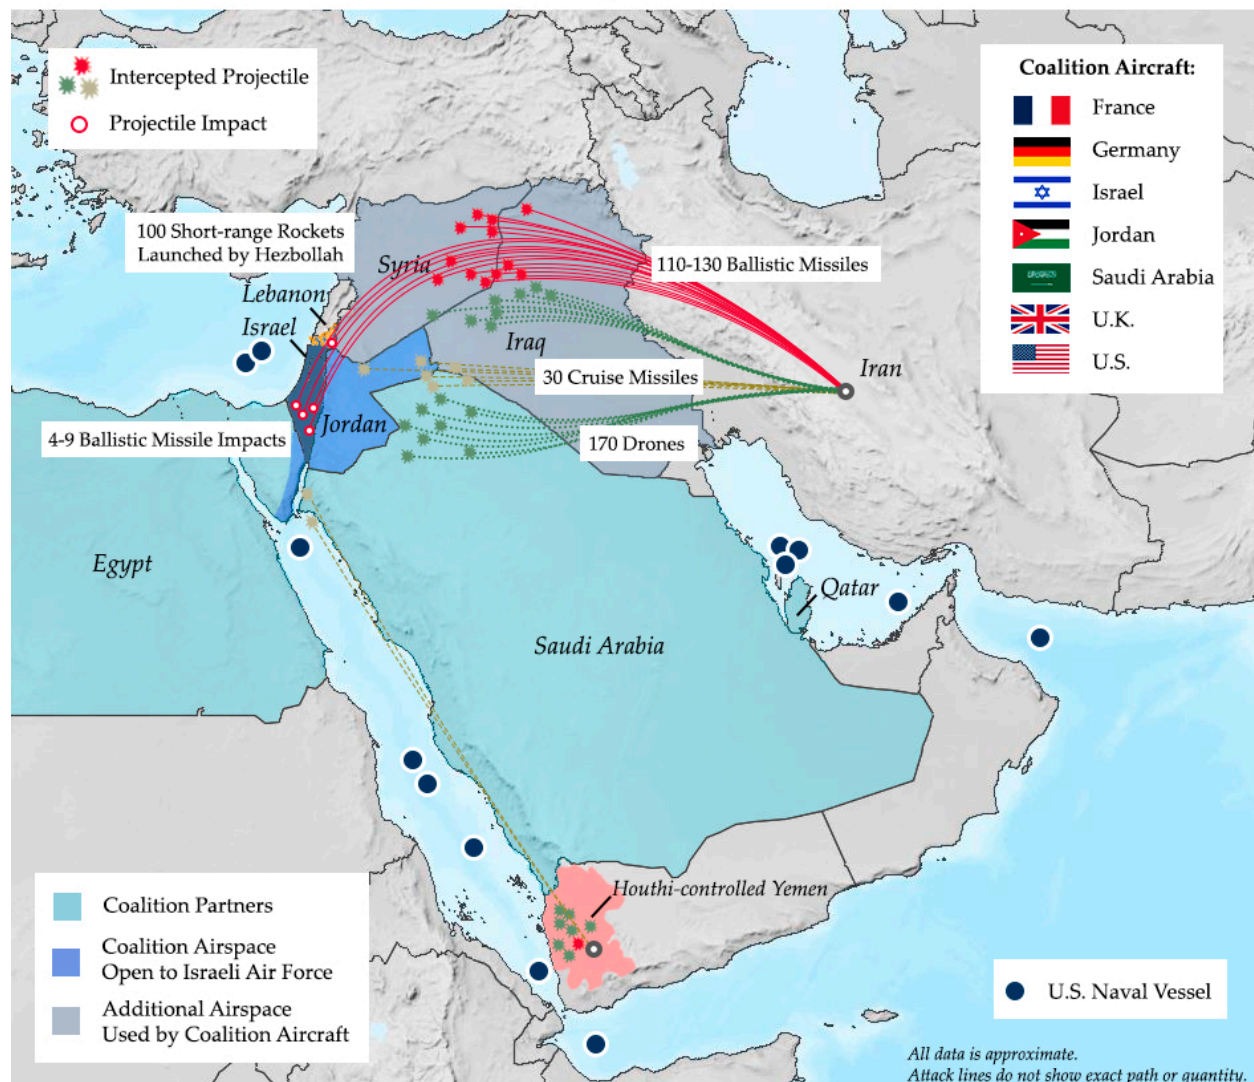 Intercepted Projectile
Projectile Impact
Coalition Aircraft:
France
Germany
Israel
Jordan
Saudi Arabia
U.K.
U.S.
100 Short-range Rockets
Launched by Hezbollah
Syria
110-130 Ballistic Missiles
Lebanon
Israel
Iraq
Iran
30 Cruise Missiles
Jordan
4-9 Ballistic Missile Impacts
170 Drones
Egypt
Qatar
Saudi Arabia
Houthi-controlled Yemen
Coalition Partners
Coalition Airspace
Open to Israeli Air Force
Additional Airspace
Used by Coalition Aircraft
U.S. Naval Vessel
All data is approximate.
Attack lines do not show exact path or quantity.